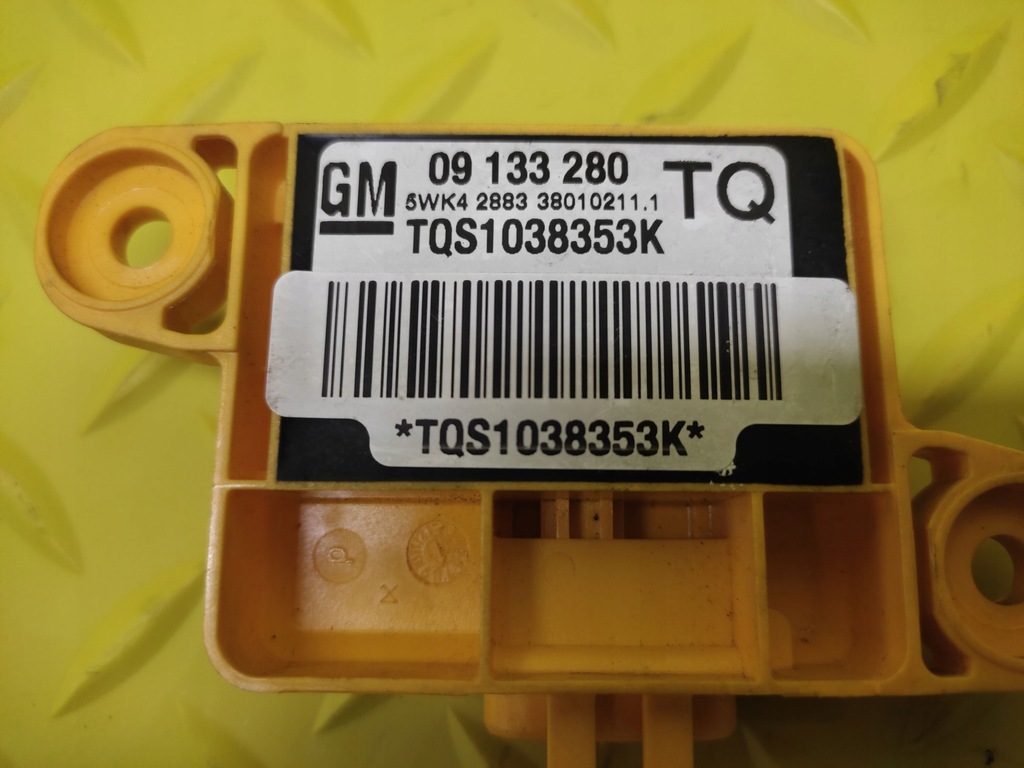 GM 09 133 280 TQ
5WK4 2883 38010211.1
TQS1038353K
*TQS1038353K*